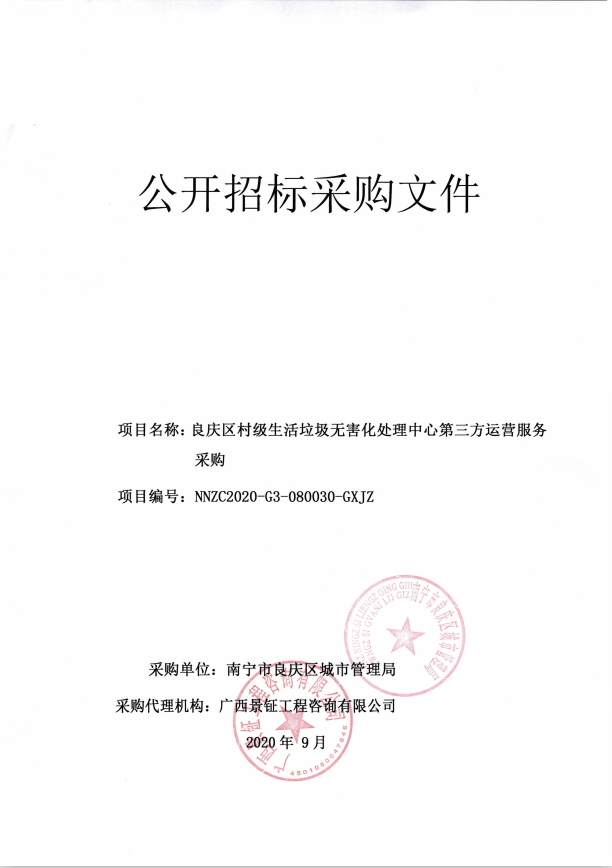 公开招标采购文件
项目名称：良庆区村级生活垃圾无害化处理中心第三方运营服务
采购
项目编号：NNZC2020-G3-080030-GXJZ
采购单位：南宁市良庆区城市管理局
采购代理机构：广西景钲工程咨询有限公司
2020年9月